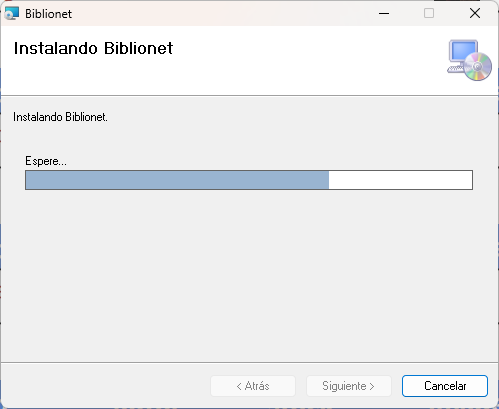 Biblionet
Instalando Biblionet
Instalando Biblionet.
Espere...
< Atrás
Siguiente >
Cancelar